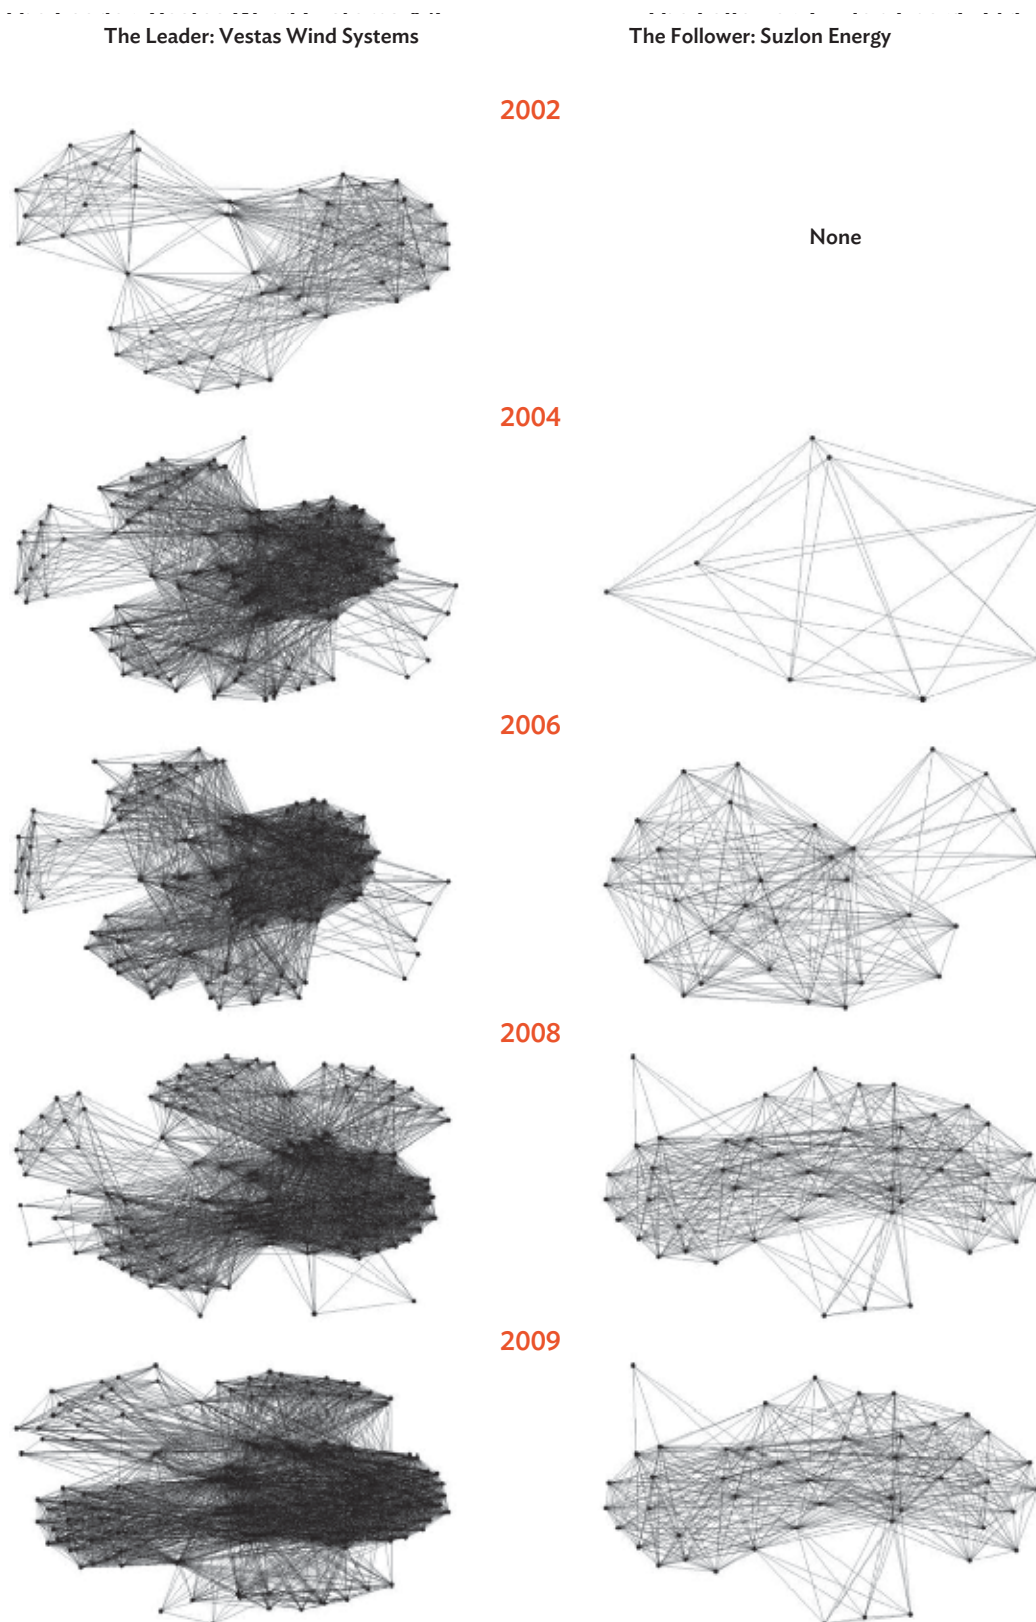 The Leader: Vestas Wind Systems
The Follower: Suzlon Energy
2002
None
2004
2006
2008
2009